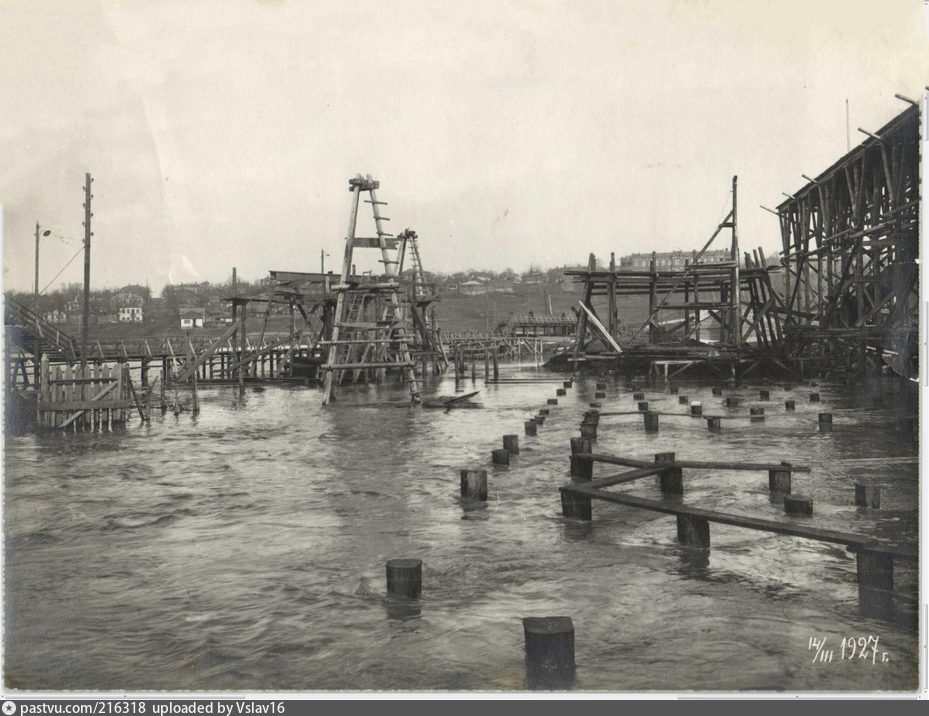 14/III 1927 г.
pastvu.com/216318 uploaded by Vslav16